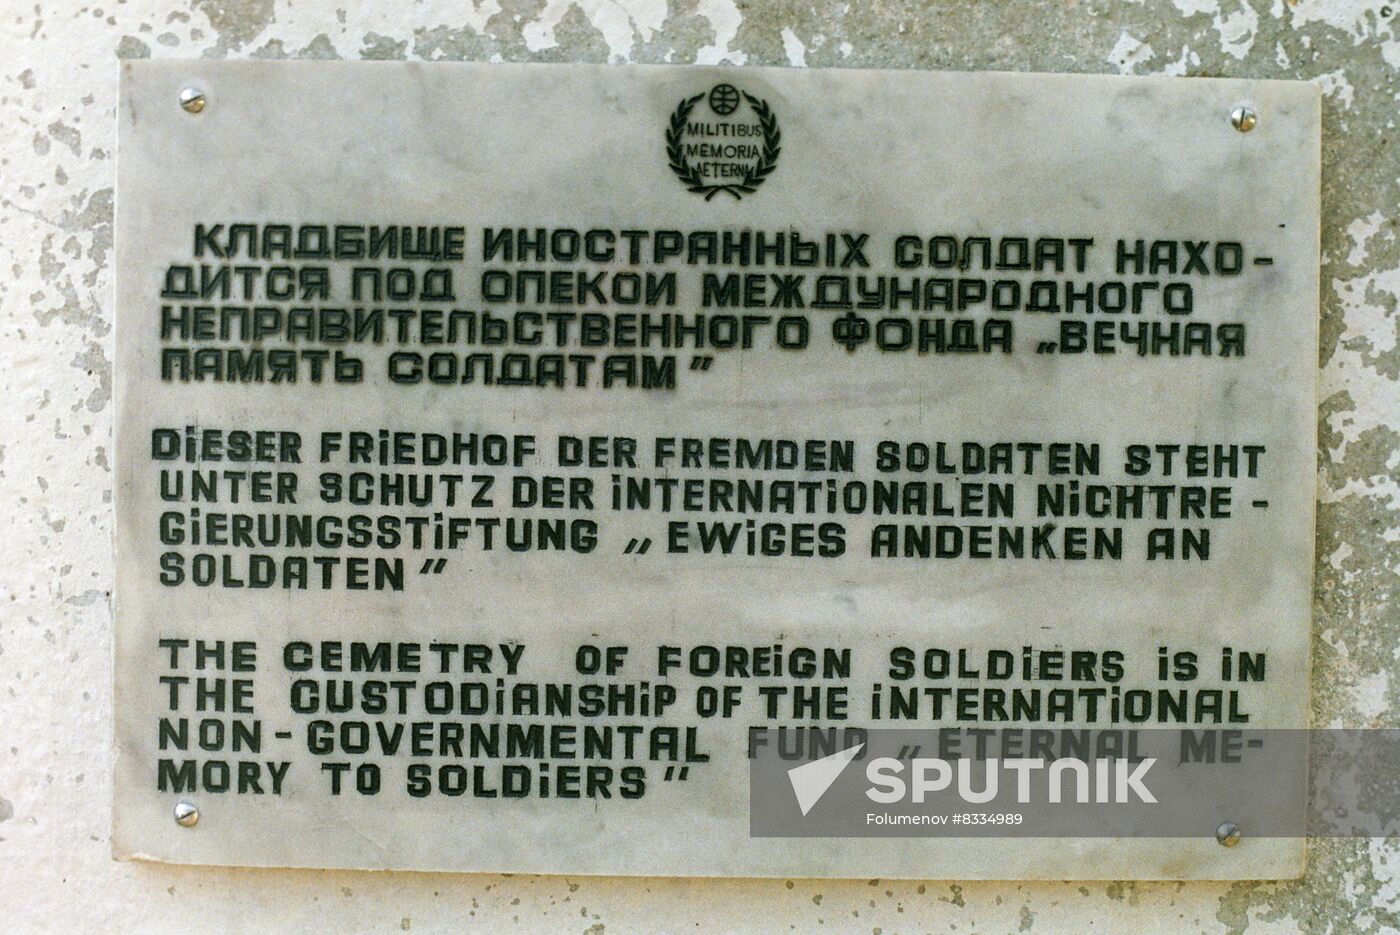 MILITIBUS
MEMORIA
AETERNA
КЛАДБИЩЕ ИНОСТРАННЫХ СОЛДАТ НАХО-
ДИТСЯ ПОД ОПЕКОЙ МЕЖДУНАРОДНОГО
НЕПРАВИТЕЛЬСТВЕННОГО ФОНДА „ВЕЧНАЯ
ПАМЯТЬ СОЛДАТАМ”
DiESER FRiEDHOF DER FREMDEN SOLDATEN STEHT
UNTER SCHUTZ DER iNTERNATiONALEN NiCHTRE-
GiERUNGSSTiFTUNG „EWiGES ANDENKEN AN
SOLDATEN”
THE CEMETRY OF FOREiGN SOLDiERS iS iN
THE CUSTODiANSHiP OF THE iNTERNATiONAL
NON-GOVERNMENTAL FUND „ETERNAL ME-
MORY TO SOLDiERS”
SPUTNIK
Folumenov #8334989